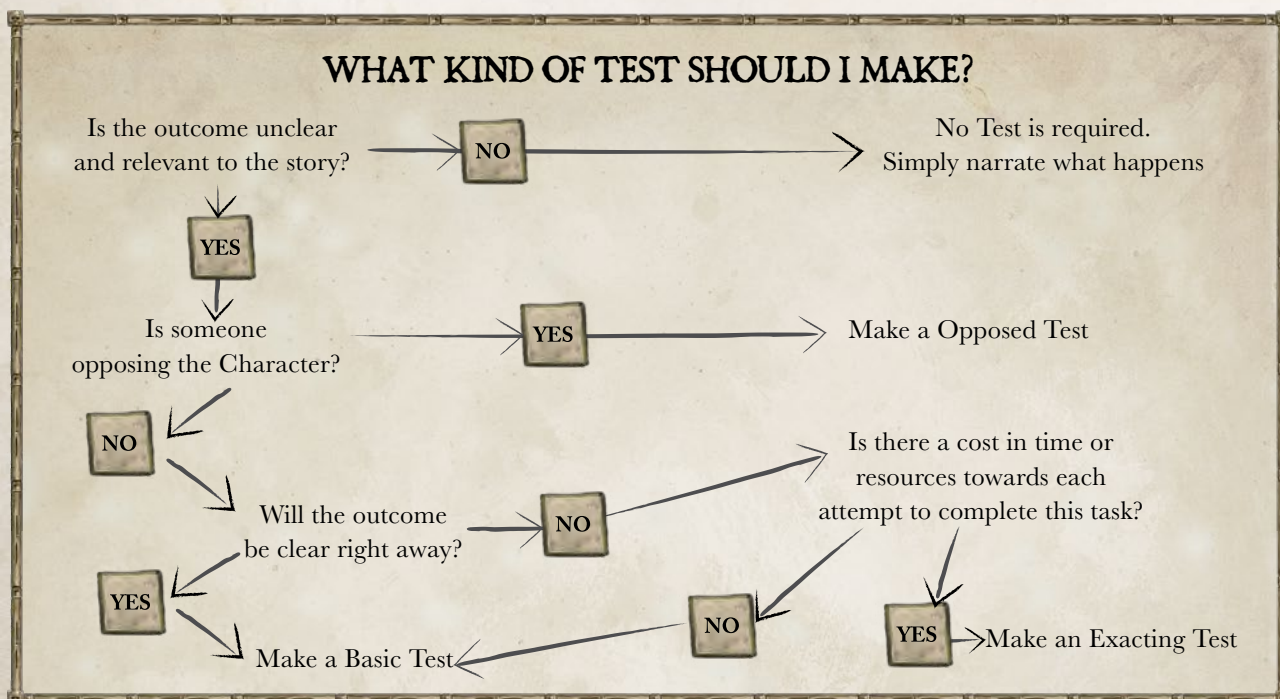 WHAT KIND OF TEST SHOULD I MAKE?
Is the outcome unclear
and relevant to the story?
NO
No Test is required.
Simply narrate what happens
YES
Is someone
opposing the Character?
YES
Make a Opposed Test
NO
Will the outcome
be clear right away?
NO
Is there a cost in time or
resources towards each
attempt to complete this task?
YES
Make a Basic Test
NO
YES
Make an Exacting Test